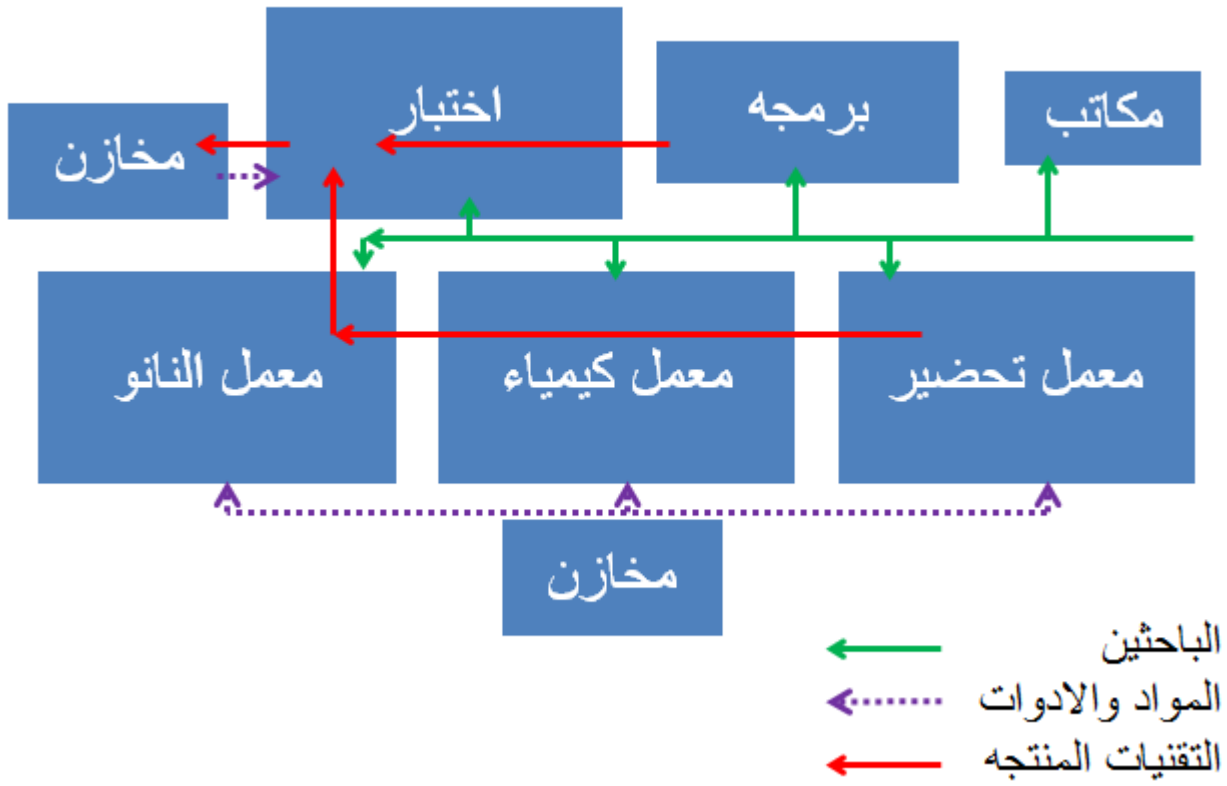 مكاتب
برمجه
اختبار
مخازن
معمل تحضير
معمل كيمياء
معمل النانو
مخازن
الباحثين
المواد والادوات
التقنيات المنتجه